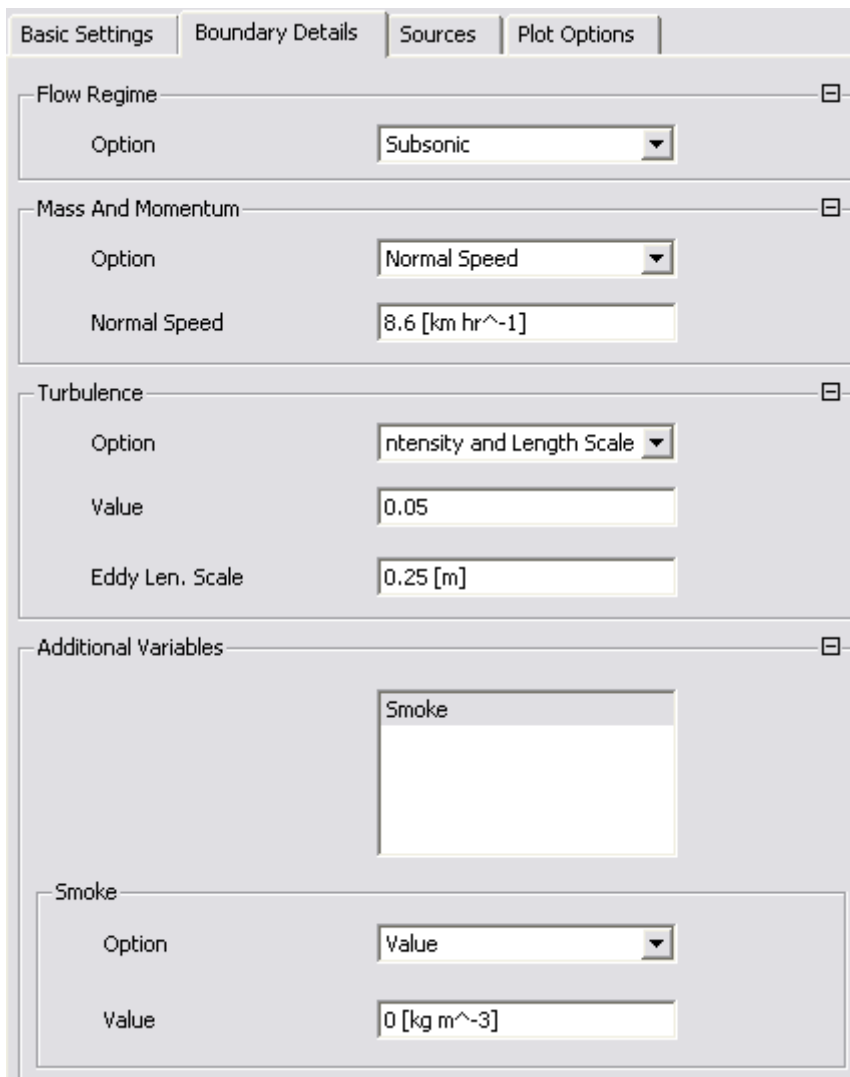 Basic Settings Boundary Details Sources Plot Options
Flow Regime
Option Subsonic
Mass And Momentum
Option Normal Speed
Normal Speed 8.6 [km hr^-1]
Turbulence
Option ntensity and Length Scale
Value 0.05
Eddy Len. Scale 0.25 [m]
Additional Variables
Smoke
Smoke
Option Value
Value 0 [kg m^-3]